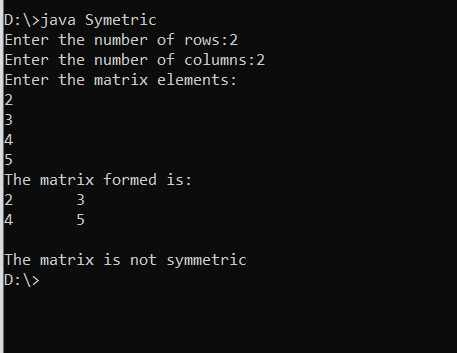 D:\>java Symetric
Enter the number of rows:2
Enter the number of columns:2
Enter the matrix elements:
2
3
4
5
The matrix formed is:
2 3
4 5
The matrix is not symmetric
D:\>